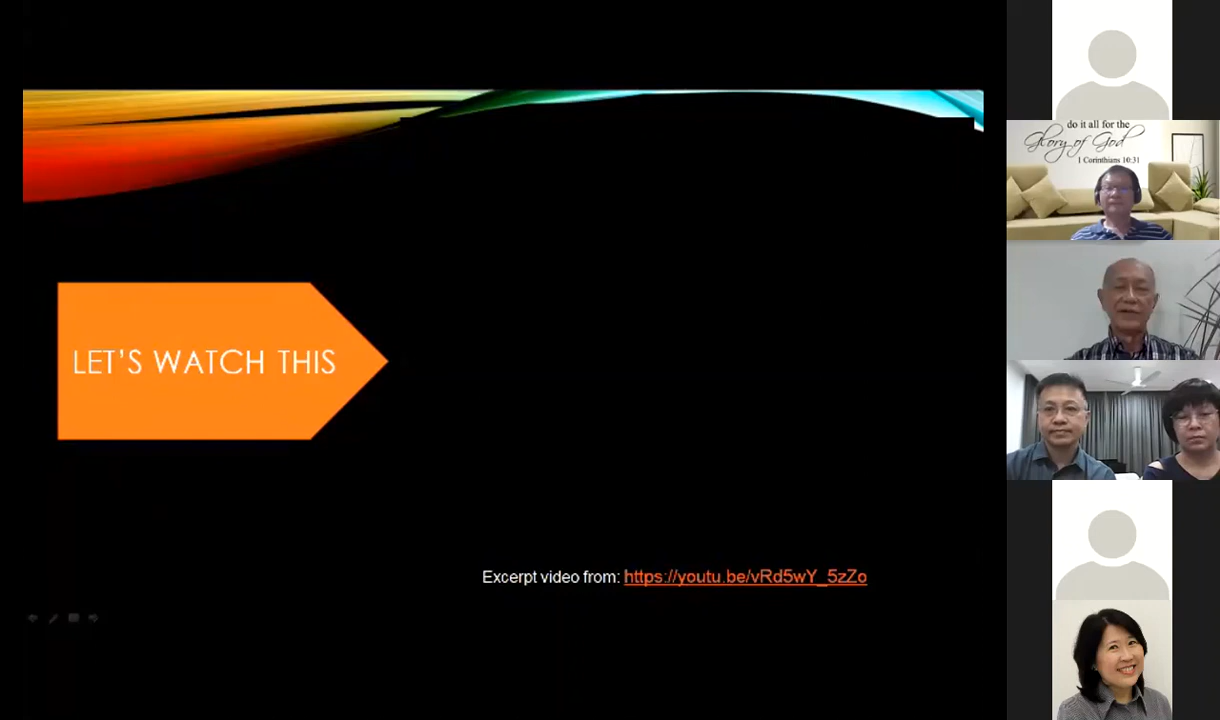 LET'S WATCH THIS
Excerpt video from: https://youtu.be/vRd5wY_5zZo
do it all for the
Glory of God
1 Corinthians 10:31